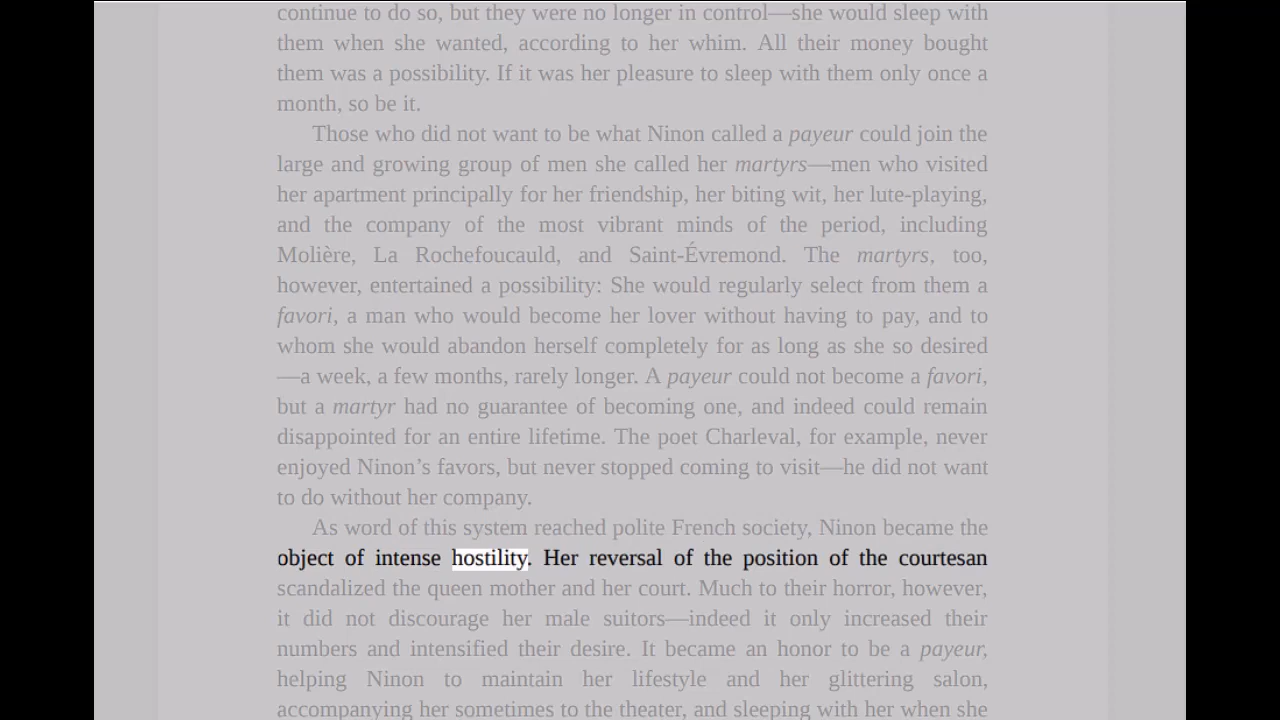 continue to do so, but they were no longer in control—she would sleep with
them when she wanted, according to her whim. All their money bought
them was a possibility. If it was her pleasure to sleep with them only once a
month, so be it.
Those who did not want to be what Ninon called a payeur could join the
large and growing group of men she called her martyrs—men who visited
her apartment principally for her friendship, her biting wit, her lute-playing,
and the company of the most vibrant minds of the period, including
Molière, La Rochefoucauld, and Saint-Évremond. The martyrs, too,
however, entertained a possibility: She would regularly select from them a
favori, a man who would become her lover without having to pay, and to
whom she would abandon herself completely for as long as she so desired
—a week, a few months, rarely longer. A payeur could not become a favori,
but a martyr had no guarantee of becoming one, and indeed could remain
disappointed for an entire lifetime. The poet Charleval, for example, never
enjoyed Ninon’s favors, but never stopped coming to visit—he did not want
to do without her company.
As word of this system reached polite French society, Ninon became the
object of intense hostility. Her reversal of the position of the courtesan
scandalized the queen mother and her court. Much to their horror, however,
it did not discourage her male suitors—indeed it only increased their
numbers and intensified their desire. It became an honor to be a payeur,
helping Ninon to maintain her lifestyle and her glittering salon,
accompanying her sometimes to the theater, and sleeping with her when she